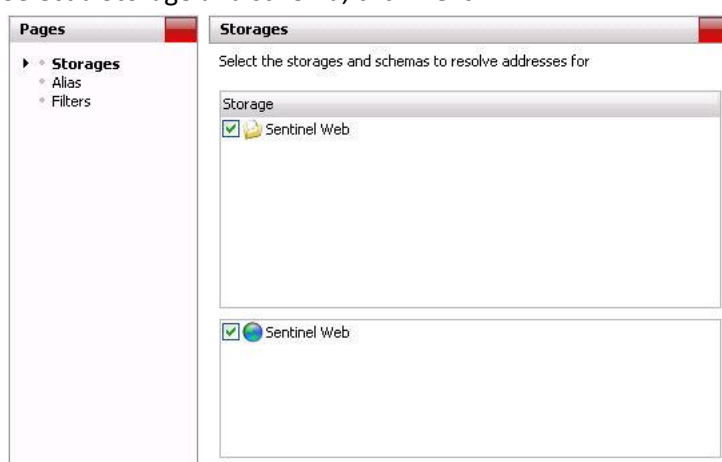 Pages
Storages
Alias
Filters
Storages
Select the storages and schemas to resolve addresses for
Storage
Sentinel Web
Sentinel Web